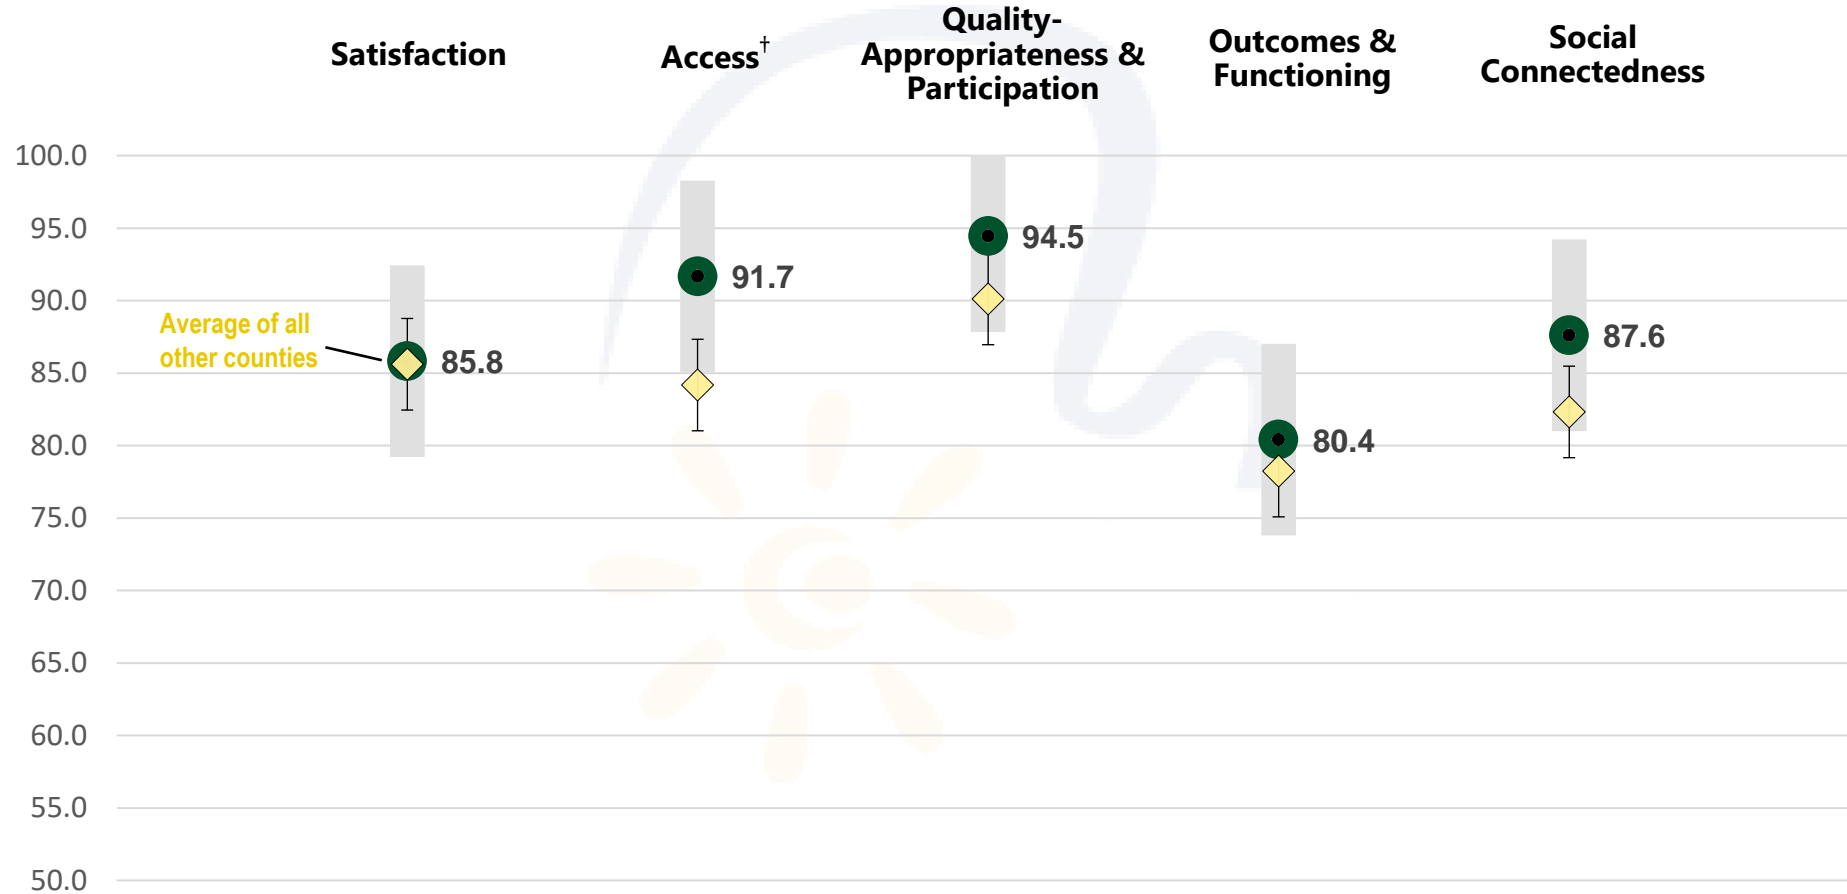 Satisfaction
Access†
Quality-
Appropriateness &
Participation
Outcomes &
Functioning
Social
Connectedness
100.0
95.0
90.0
85.0
80.0
75.0
70.0
65.0
60.0
55.0
50.0
Average of all
other counties
85.8
91.7
94.5
80.4
87.6